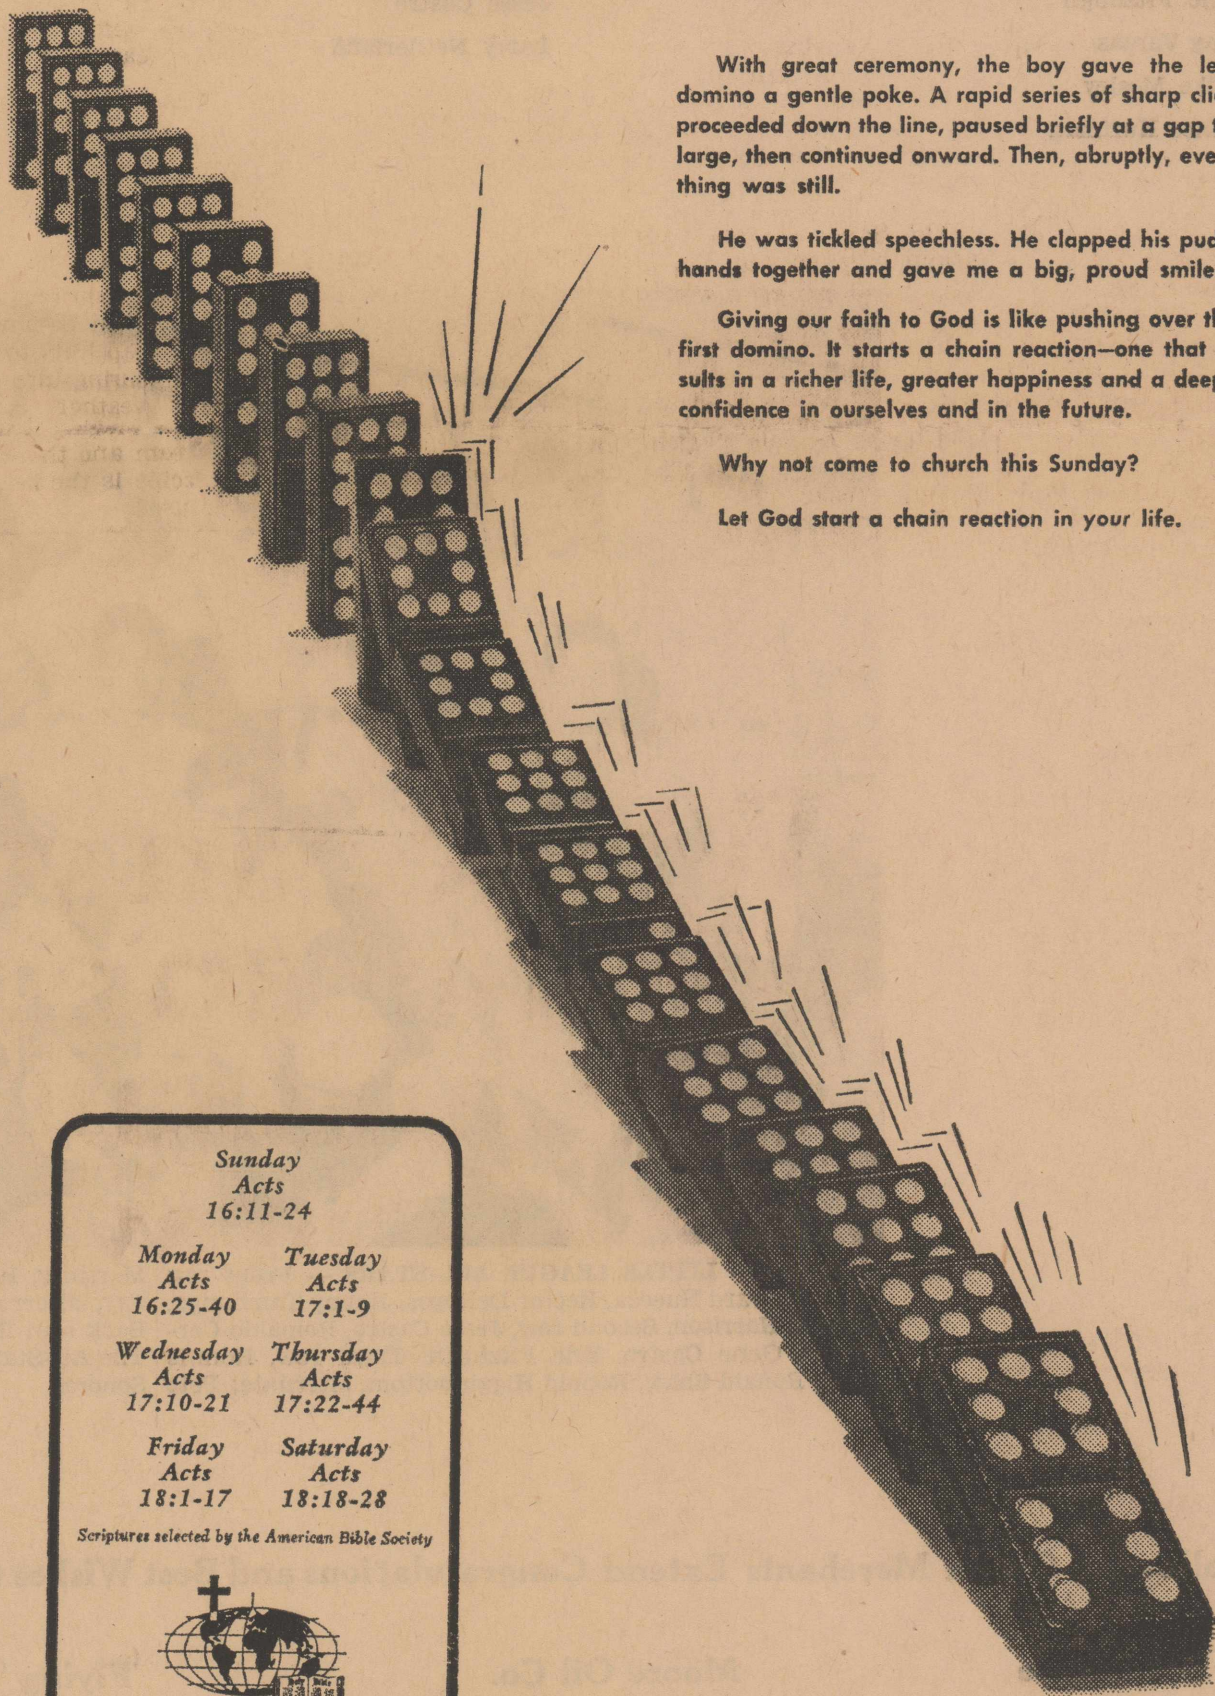 With great ceremony, the boy gave the le
domino a gentle poke. A rapid series of sharp cli
proceeded down the line, paused briefly at a gap t
large, then continued onward. Then, abruptly, eve
thing was still.
He was tickled speechless. He clapped his pud
hands together and gave me a big, proud smile
Giving our faith to God is like pushing over th
first domino. It starts a chain reaction—one that
sults in a richer life, greater happiness and a deep
confidence in ourselves and in the future.
Why not come to church this Sunday?
Let God start a chain reaction in your life.
Sunday
Acts
16:11-24
Monday Tuesday
Acts Acts
16:25-40 17:1-9
Wednesday Thursday
Acts Acts
17:10-21 17:22-44
Friday Saturday
Acts Acts
18:1-17 18:18-28
Scriptures selected by the American Bible Society
Holy Bible